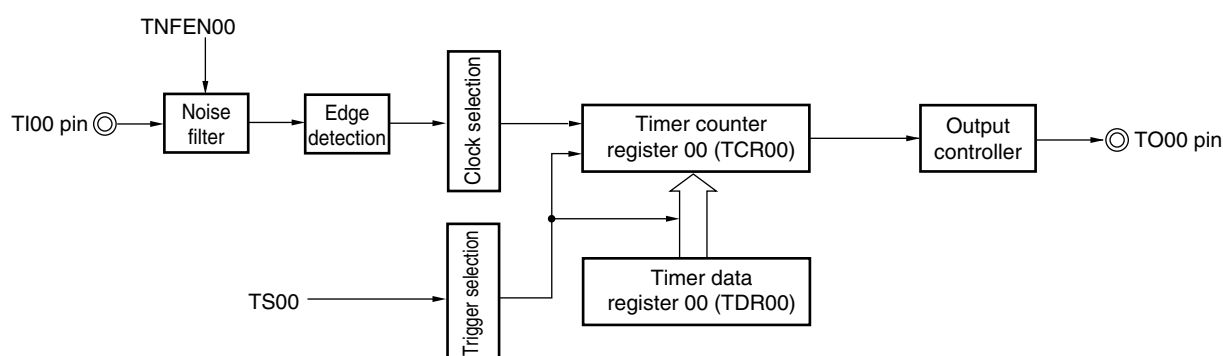 TNFEN00
TI00 pin
Noise
filter
Edge
detection
Clock selection
Timer counter
register 00 (TCR00)
Output
controller
TO00 pin
TS00
Trigger selection
Timer data
register 00 (TDR00)